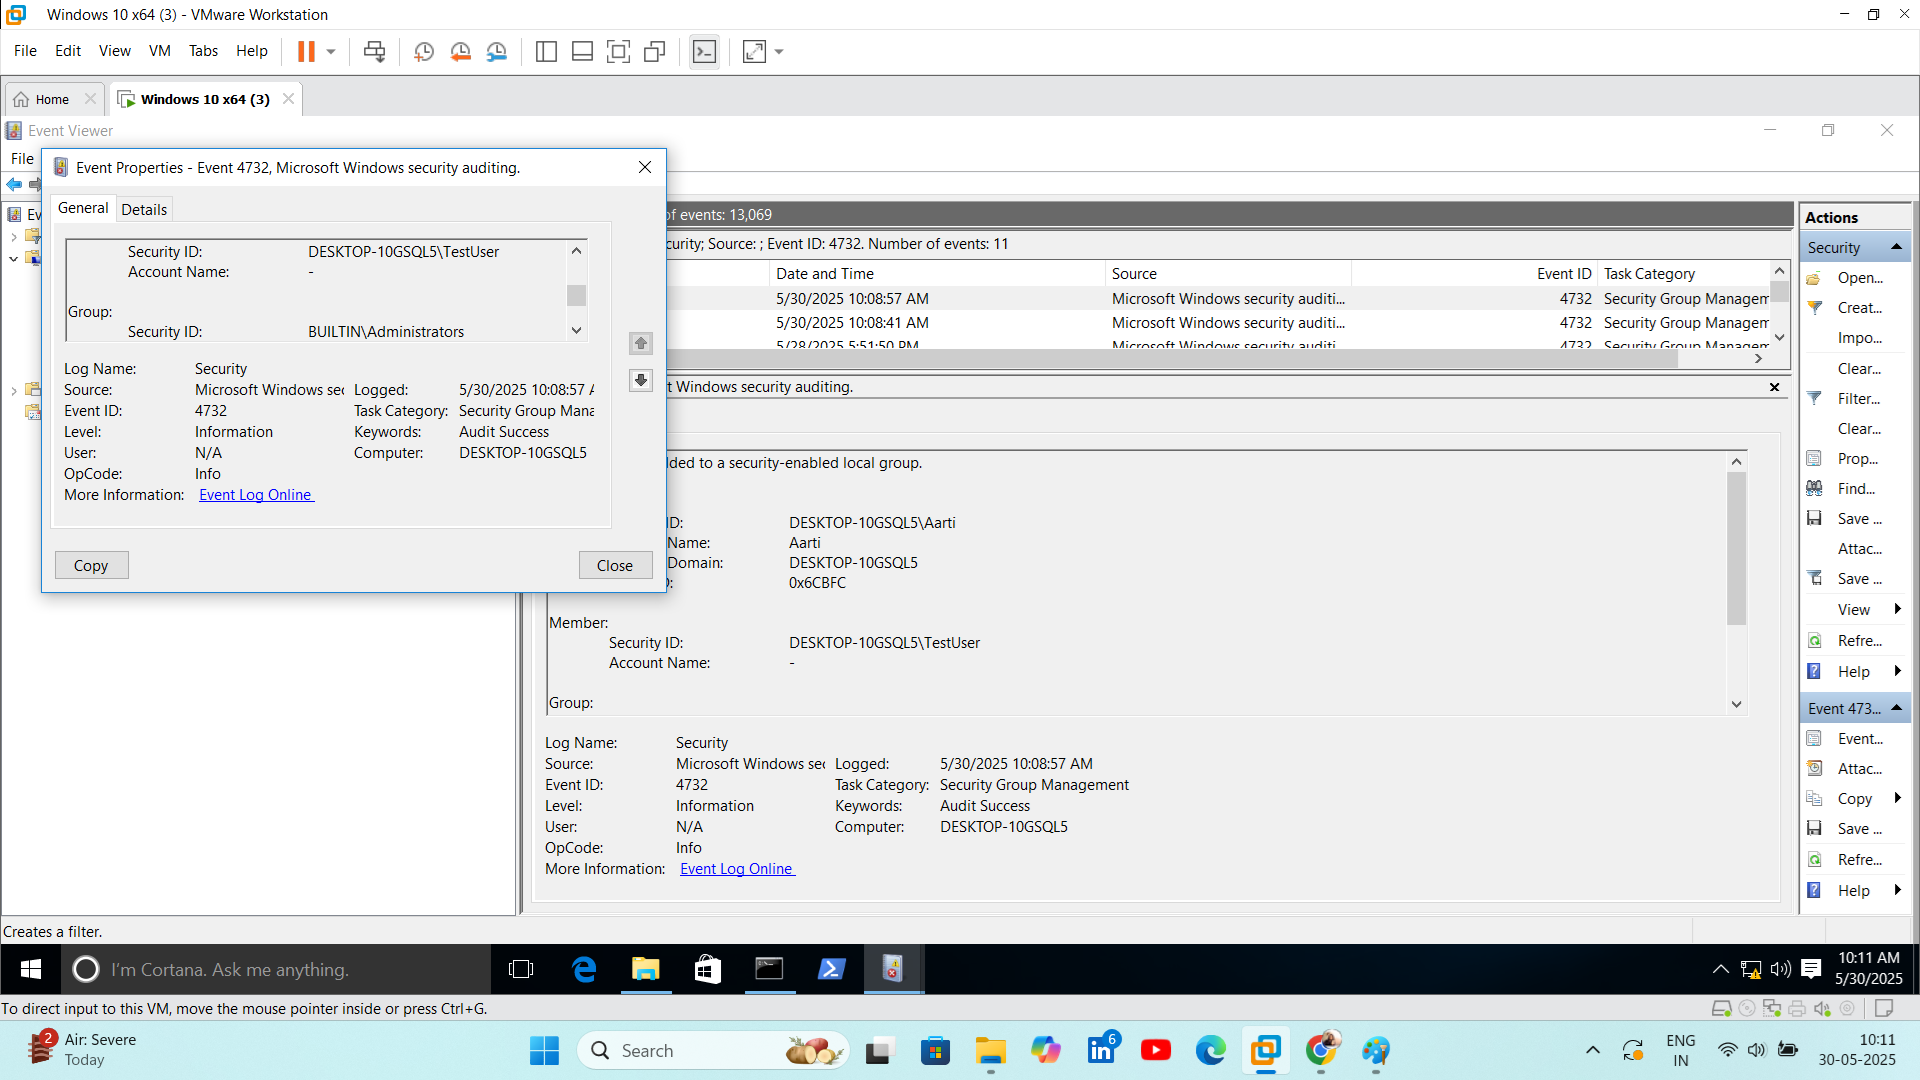 Windows 10 x64 (3) - VMware Workstation
File Edit View VM Tabs Help
Home Windows 10 x64 (3)
Event Viewer
File
Event Properties - Event 4732, Microsoft Windows security auditing.
General Details
Security ID: DESKTOP-10GSQL5\TestUser
Account Name: -
Group:
Security ID: BUILTIN\Administrators
Log Name: Security
Source: Microsoft Windows sec Logged: 5/30/2025 10:08:57 A
Event ID: 4732 Task Category: Security Group Mana
Level: Information Keywords: Audit Success
User: N/A Computer: DESKTOP-10GSQL5
OpCode: Info
More Information: Event Log Online
Copy Close
Ev
of events: 13,069
curity; Source: ; Event ID: 4732. Number of events: 11
Date and Time Source Event ID Task Category
5/30/2025 10:08:57 AM Microsoft Windows security auditi... 4732 Security Group Managem
5/30/2025 10:08:41 AM Microsoft Windows security auditi... 4732 Security Group Managem
5/28/2025 5:51:50 PM Microsoft Windows security auditi... 4732 Security Group Managem
t Windows security auditing.
dded to a security-enabled local group.
ID: DESKTOP-10GSQL5\Aarti
Name: Aarti
Domain: DESKTOP-10GSQL5
D: 0x6CBFC
Member:
Security ID: DESKTOP-10GSQL5\TestUser
Account Name: -
Group:
Log Name: Security
Source: Microsoft Windows sec Logged: 5/30/2025 10:08:57 AM
Event ID: 4732 Task Category: Security Group Management
Level: Information Keywords: Audit Success
User: N/A Computer: DESKTOP-10GSQL5
OpCode: Info
More Information: Event Log Online
Actions
Security
Open...
Creat...
Impo...
Clear...
Filter...
Clear...
Prop...
Find...
Save ...
Attac...
Save ...
View
Refre...
Help
Event 473...
Event...
Attac...
Copy
Save ...
Refre...
Help
Creates a filter.
I'm Cortana. Ask me anything.
10:11 AM
5/30/2025
To direct input to this VM, move the mouse pointer inside or press Ctrl+G.
2
Air: Severe
Today
Search
6
ENG
IN
10:11
30-05-2025